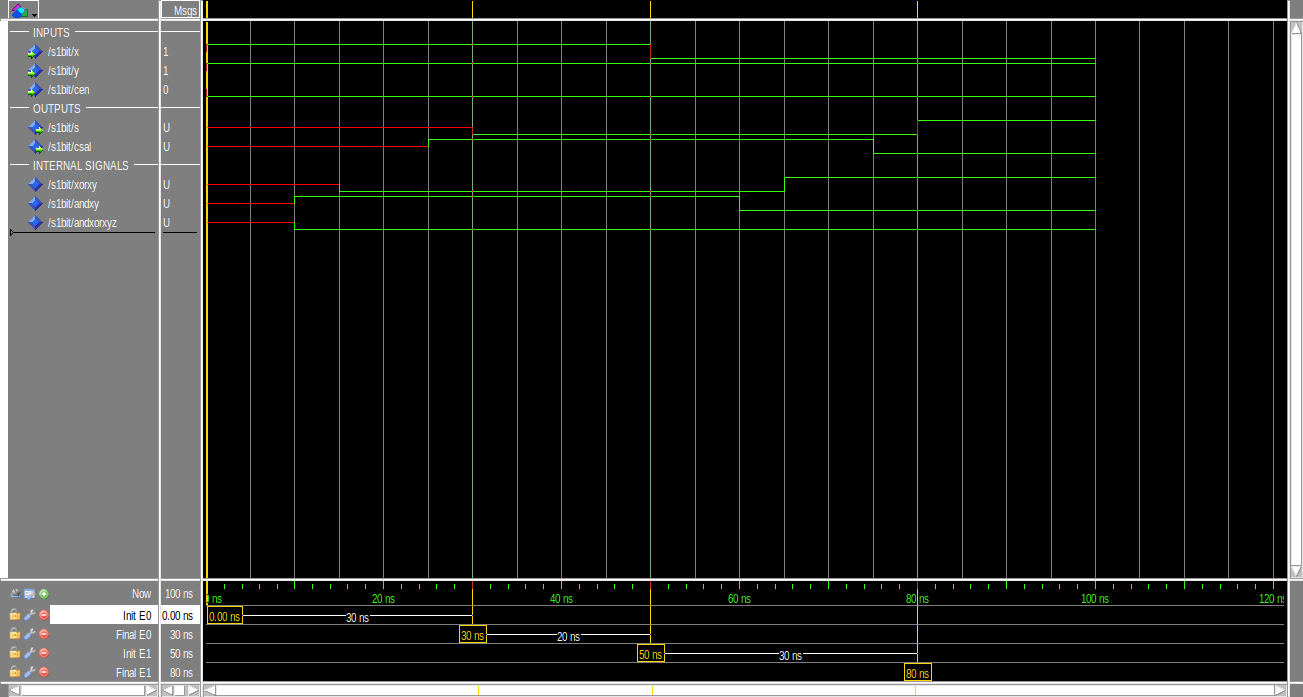 Msgs
INPUTS
/s1bit/x 1
/s1bit/y 1
/s1bit/cen 0
OUTPUTS
/s1bit/s U
/s1bit/csal U
INTERNAL SIGNALS
/s1bit/xorxy U
/s1bit/andxy U
/s1bit/andxorxyz U
Now 100 ns ns 20 ns 40 ns 60 ns 80 ns 100 ns 120 ns
Init E0 0.00 ns 0.00 ns 30 ns
Final E0 30 ns 30 ns 20 ns
Init E1 50 ns 50 ns 30 ns
Final E1 80 ns 80 ns